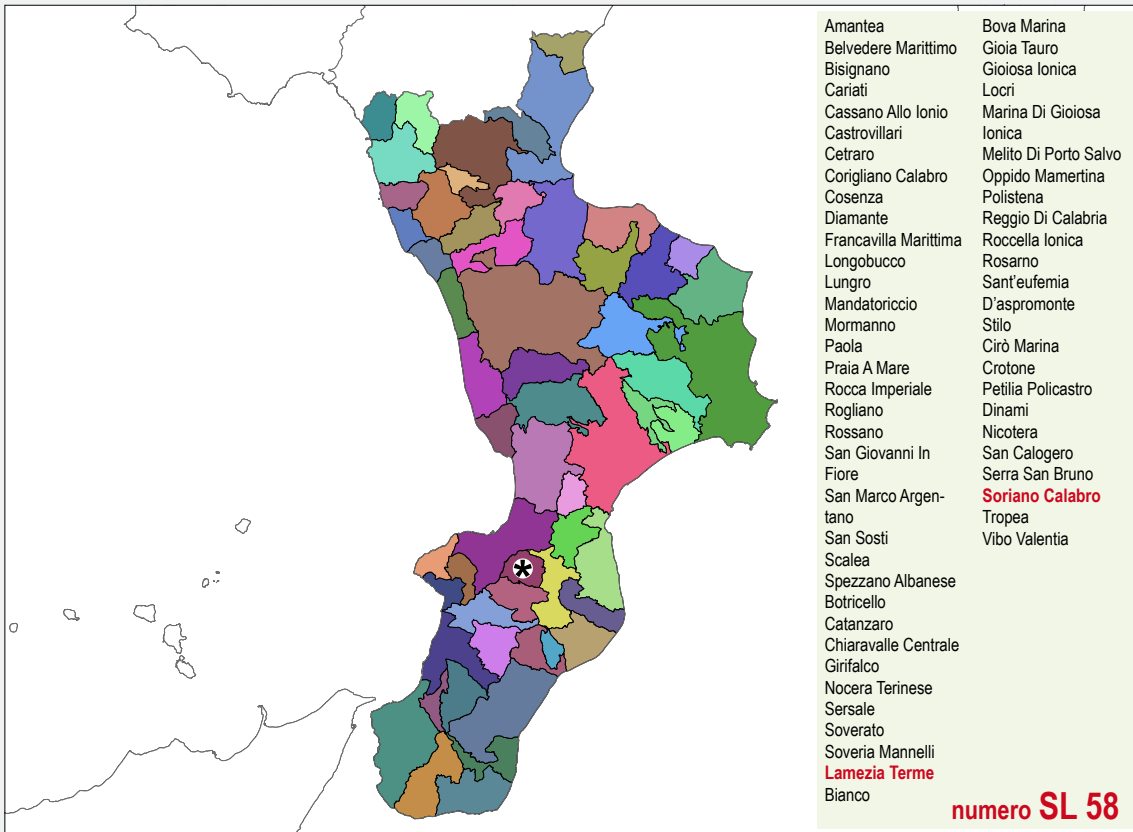 Amantea
Belvedere Marittimo
Bisignano
Cariati
Cassano Allo Ionio
Castrovillari
Cetraro
Corigliano Calabro
Cosenza
Diamante
Francavilla Marittima
Longobucco
Lungro
Mandatoriccio
Mormanno
Paola
Praia A Mare
Rocca Imperiale
Rogliano
Rossano
San Giovanni In
Fiore
San Marco Argen-
tano
San Sosti
Scalea
Spezzano Albanese
Botricello
Catanzaro
Chiaravalle Centrale
Girifalco
Nocera Terinese
Sersale
Soverato
Soveria Mannelli
Lamezia Terme
Bianco
Bova Marina
Gioia Tauro
Gioiosa Ionica
Locri
Marina Di Gioiosa
Ionica
Melito Di Porto Salvo
Oppido Mamertina
Polistena
Reggio Di Calabria
Roccella Ionica
Rosarno
Sant'eufemia
D'aspromonte
Stilo
Cirò Marina
Crotone
Petilia Policastro
Dinami
Nicotera
San Calogero
Serra San Bruno
Soriano Calabro
Tropea
Vibo Valentia
numero SL 58
*